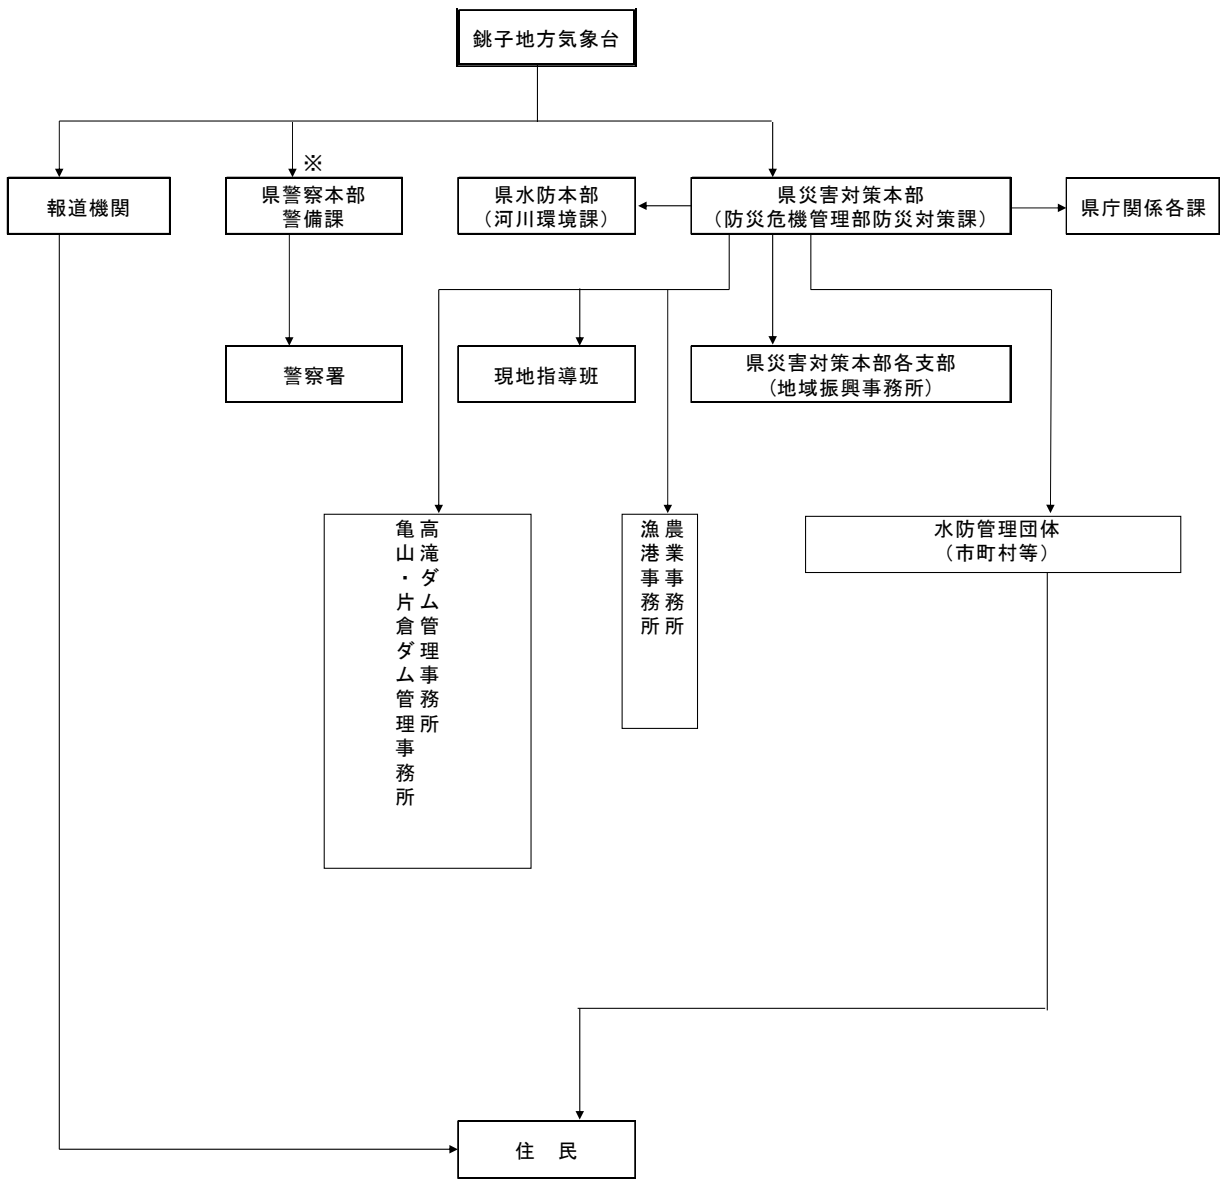 銚子地方気象台
※
報道機関
県警察本部
警備課
県水防本部
（河川環境課）
県災害対策本部
（防災危機管理部防災対策課）
県庁関係各課
警察署
現地指導班
県災害対策本部各支部
（地域振興事務所）
高滝ダム管理事務所
亀山・片倉ダム管理事務所
農業事務所
漁港事務所
水防管理団体
（市町村等）
住　民